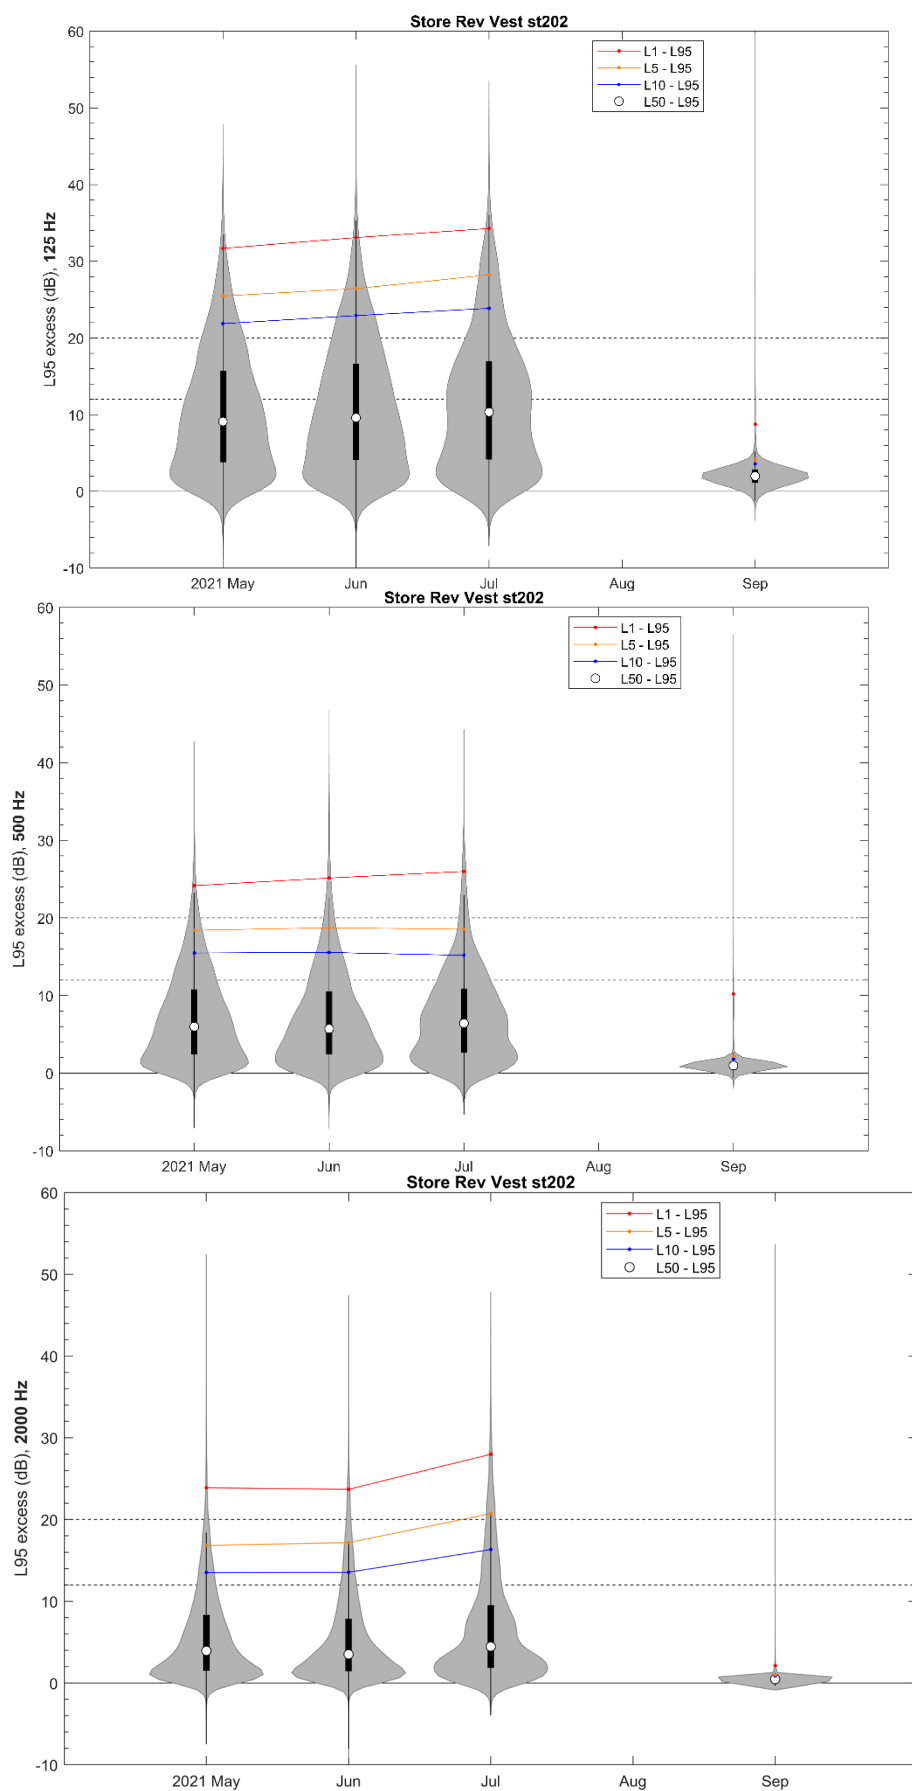 Store Rev Vest st202
60
L1 - L95
L5 - L95
L10 - L95
L50 - L95
50
40
30
20
10
0
-10
L95 excess (dB), 125 Hz
2021 May Jun Jul Aug Sep
Store Rev Vest st202
60
L1 - L95
L5 - L95
L10 - L95
L50 - L95
50
40
30
20
10
0
-10
L95 excess (dB), 500 Hz
2021 May Jun Jul Aug Sep
Store Rev Vest st202
60
L1 - L95
L5 - L95
L10 - L95
L50 - L95
50
40
30
20
10
0
-10
L95 excess (dB), 2000 Hz
2021 May Jun Jul Aug Sep